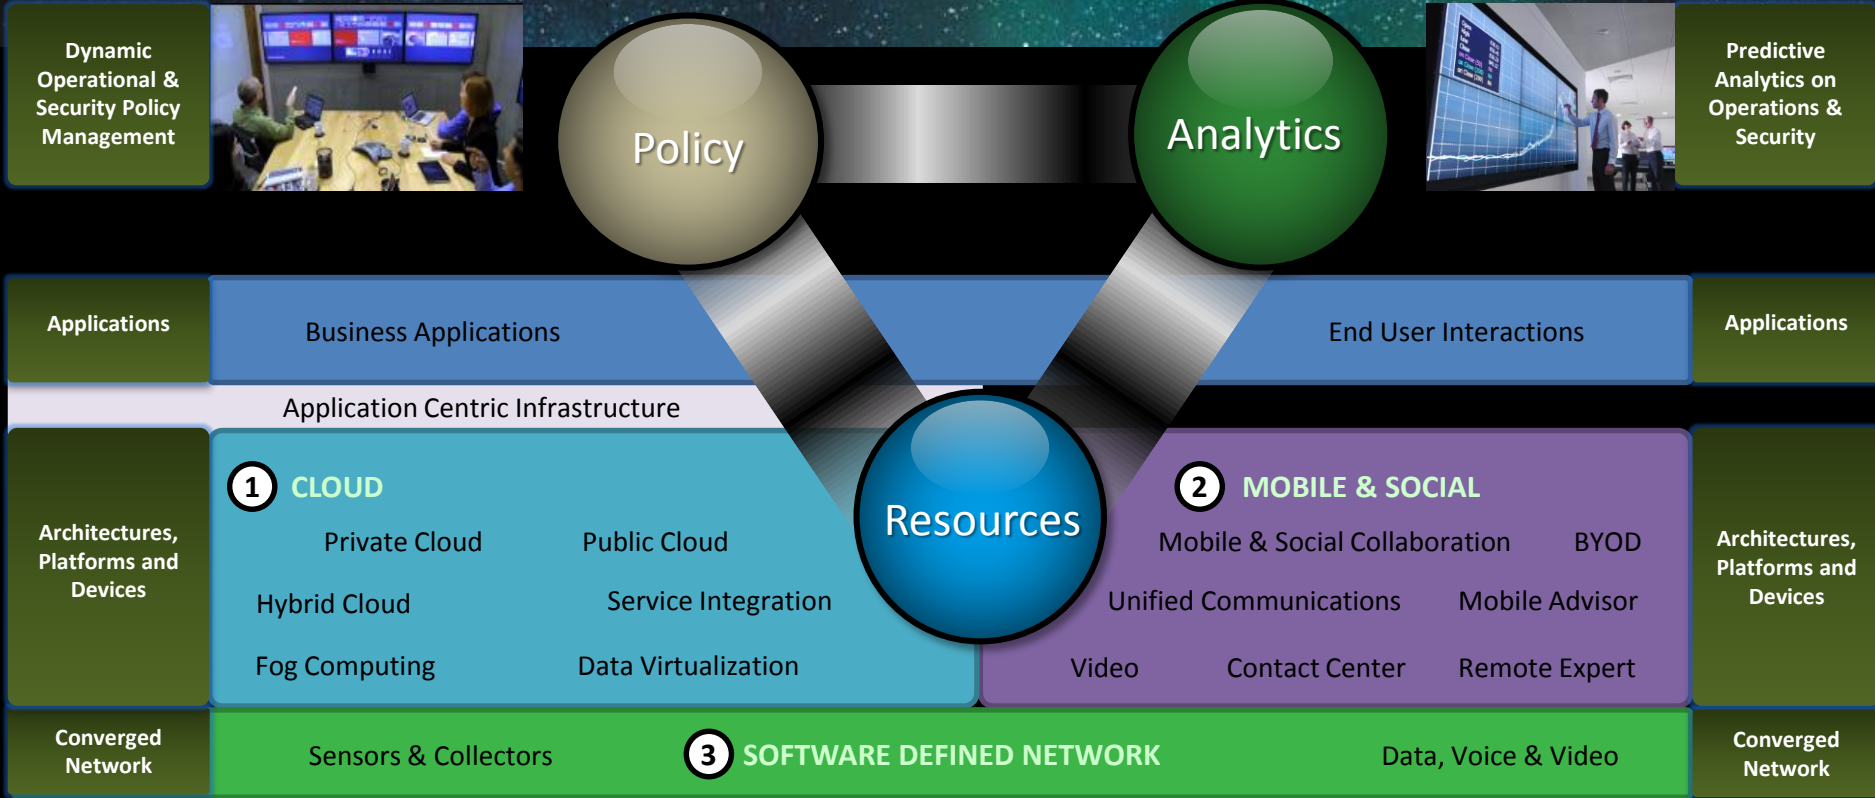 Dynamic
Operational &
Security Policy
Management
Policy
Analytics
Predictive
Analytics on
Operations &
Security
Applications
Business Applications
End User Interactions
Applications
Application Centric Infrastructure
Architectures,
Platforms and
Devices
1 CLOUD
Private Cloud Public Cloud
Hybrid Cloud Service Integration
Fog Computing Data Virtualization
Resources
2 MOBILE & SOCIAL
Mobile & Social Collaboration BYOD
Unified Communications Mobile Advisor
Video Contact Center Remote Expert
Architectures,
Platforms and
Devices
Converged
Network
Sensors & Collectors 3 SOFTWARE DEFINED NETWORK Data, Voice & Video
Converged
Network